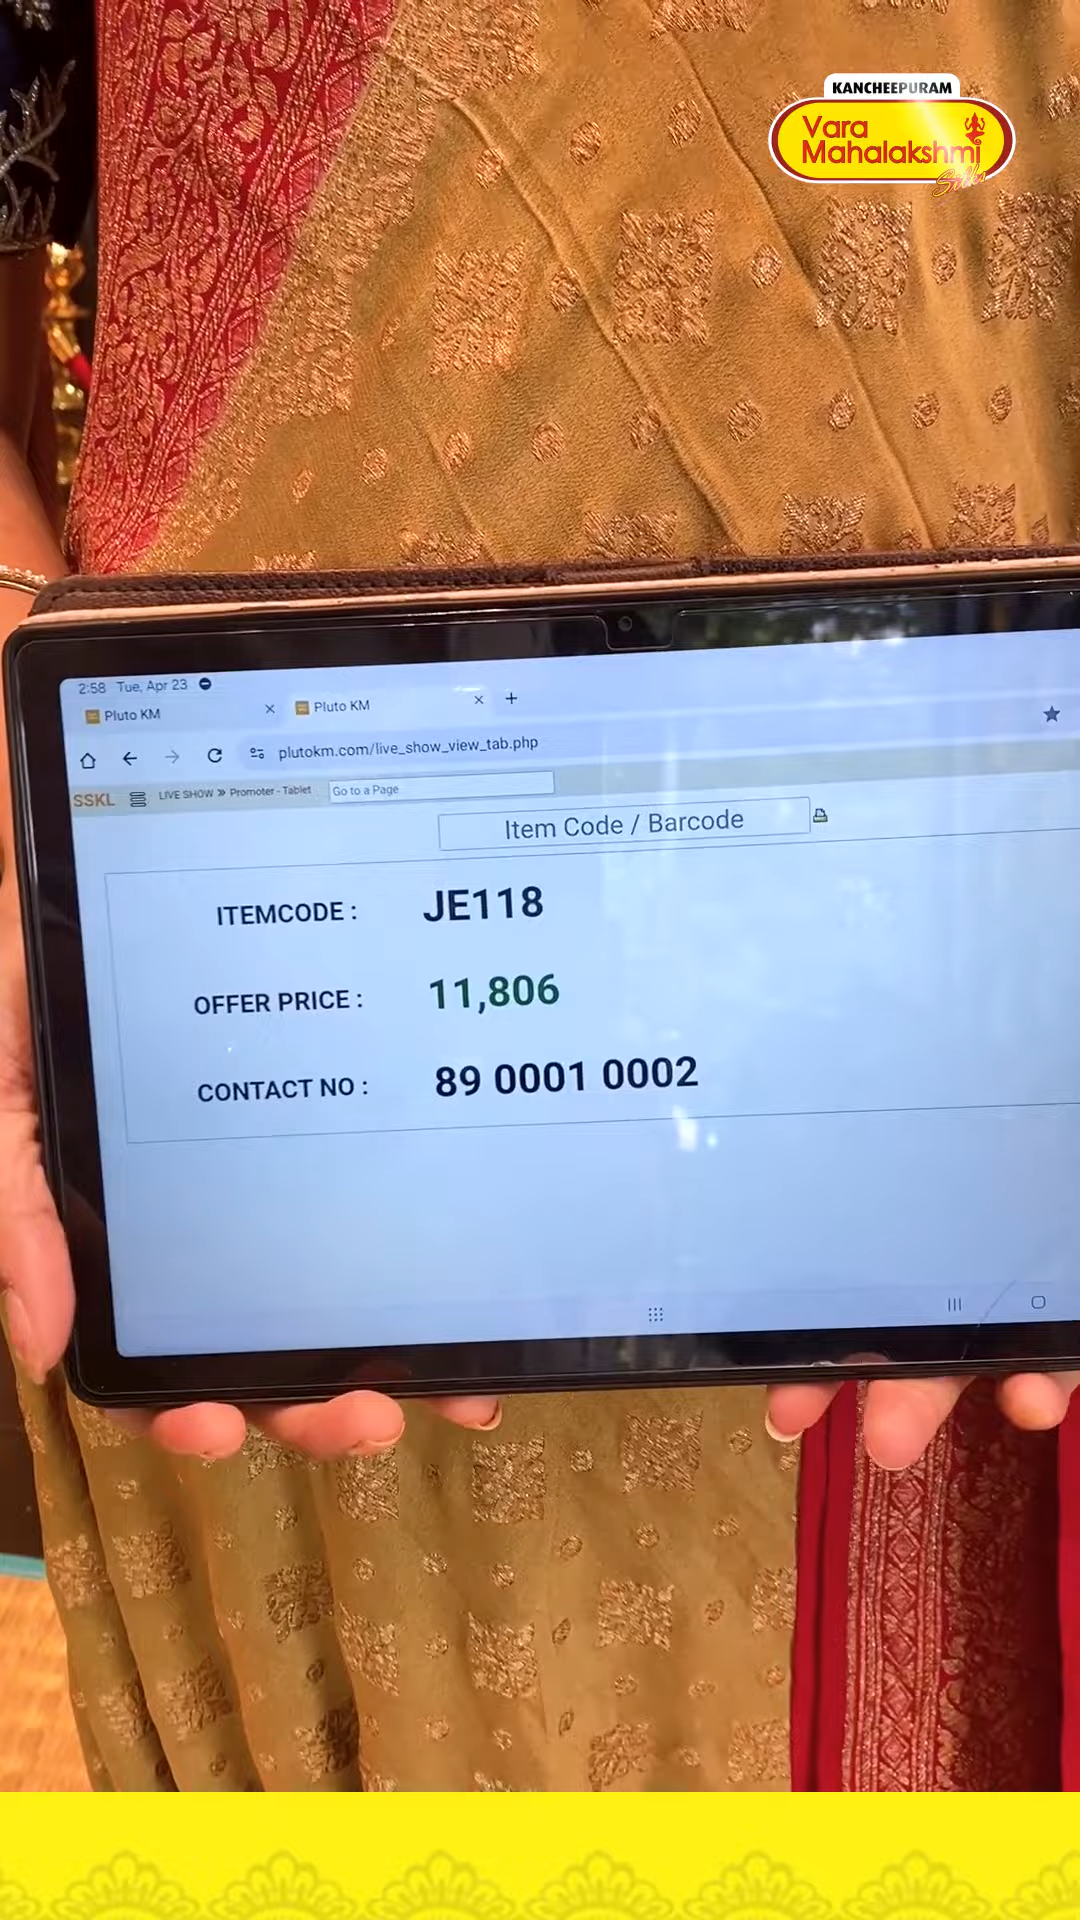 KANCHEEPURAM
Vara
Mahalakshmi
Silks
2:58 Tue, Apr 23
Pluto KM
Pluto KM
plutokm.com/live_show_view_tab.php
SSKL
LIVE SHOW » Promoter - Tablet
Go to a Page
Item Code / Barcode
ITEMCODE : JE118
OFFER PRICE : 11,806
CONTACT NO : 89 0001 0002